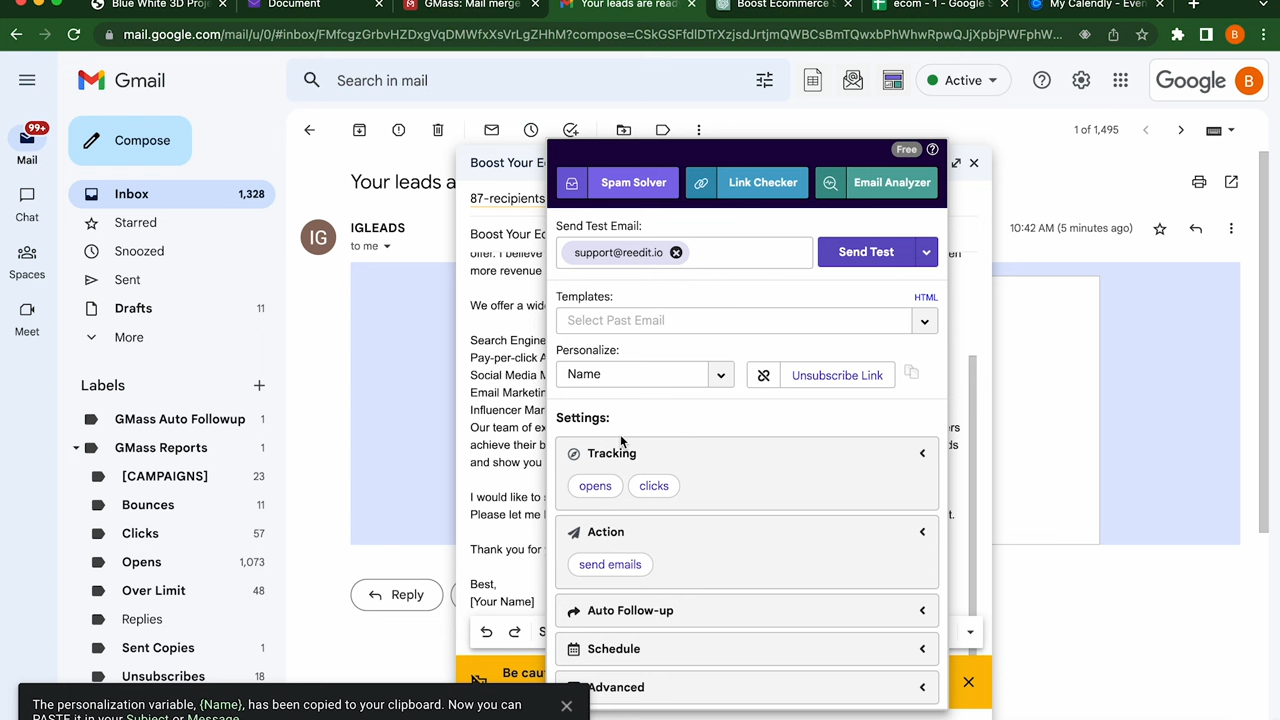 Blue White 3D Proj
Document
GMass: Mail merge
Your leads are read
Boost Ecommerce S
ecom - 1 - Google S
My Calendly - Even
mail.google.com/mail/u/0/#inbox/FMfcgzGrbvHZDxgVqDMWfxXsVrLgZHhM?compose=CSkGSFfdlDTrXzjsdJrtjmQWBCsBmTQwxbPhWhwRpwQJjXpbjPWFphW...
B
Gmail
Search in mail
Active
Google
B
99+
Mail
Chat
Spaces
Meet
Compose
Inbox 1,328
Starred
Snoozed
Sent
Drafts 11
More
Labels
GMass Auto Followup 1
GMass Reports 1
[CAMPAIGNS] 23
Bounces 11
Clicks 57
Opens 1,073
Over Limit 48
Replies
Sent Copies 1
Unsubscribes 18
1 of 1,495
Your leads a
IG
IGLEADS
to me
10:42 AM (5 minutes ago)
Reply
Boost Your E
87-recipients
Boost Your Ec
offer. I believe
more revenue
We offer a wid
Search Engine
Pay-per-click A
Social Media M
Email Marketin
Influencer Mar
Our team of ex
achieve their b
and show you
I would like to s
Please let me l
Thank you for
Best,
[Your Name]
Be cau
Free
Spam Solver
Link Checker
Email Analyzer
Send Test Email:
support@reedit.io
Send Test
Templates:
HTML
Select Past Email
Personalize:
Name
Unsubscribe Link
Settings:
Tracking
opens
clicks
Action
send emails
Auto Follow-up
Schedule
Advanced
The personalization variable, {Name}, has been copied to your clipboard. Now you can
PASTE it in your Subject or Message.